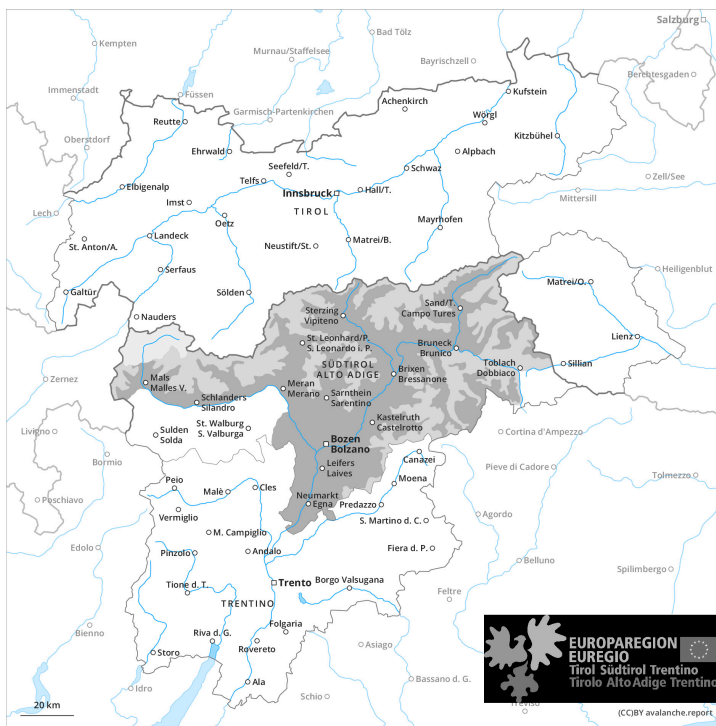 Salzburg
Kempten
Bad Tölz
Murnau/Staffelsee
Bayrischzell
Berchtesgaden
Immenstadt
Füssen
Kufstein
Achenkirch
Garmisch-Partenkirchen
Reutte
Wörgl
Oberstdorf
Kitzbühel
Ehrwald
Alpbach
Seefeld/T.
Schwaz
Telfs
Zell/See
Elbigenalp
Innsbruck
Hall/T.
Mittersill
Imst
TIROL
Lech
Oetz
Mayrhofen
Landeck
St. Anton/A.
Neustift/St.
Matrei/B.
Serfaus
Heiligenblut
Galtür
Sölden
Matrei/O.
Nauders
Sterzing
Vipiteno
Sand/T.
Campo Tures
St. Leonhard/P.
S. Leonardo i. P.
Lienz
Bruneck
Brunico
SÜDTIROL
ALTO ADIGE
Toblach
Dobbiaco
Sillian
Zernez
Mals
Malles V.
Meran
Merano
Brixen
Bressanone
Schlanders
Silandro
Sarnthein
Sarentino
Kastelruth
Castelrotto
Livigno
Sulden
Solda
St. Walburg
S. Valburga
Cortina d'Ampezzo
Bozen
Bolzano
Bormio
Canazei
Leifers
Laives
Pieve di Cadore
Tolmezzo
Peio
Malè
Cles
Moena
Poschiavo
Neumarkt
Egna
Predazzo
Vermiglio
Agordo
S. Martino d. C.
M. Campiglio
Edolo
Pinzolo
Andalo
Fiera d. P.
Belluno
Spilimbergo
Tione d. T.
Trento
Borgo Valsugana
Feltre
TRENTINO
Bienno
Folgaria
Riva d. G.
Rovereto
Asiago
Storo
EUROPAREGION
EUREGIO
Tirol Südtirol Trentino
Tirolo Alto Adige Trentino
Idro
Ala
Schio
Bassano d. G.
Treviso
20 km
(CC)BY avalanche.report